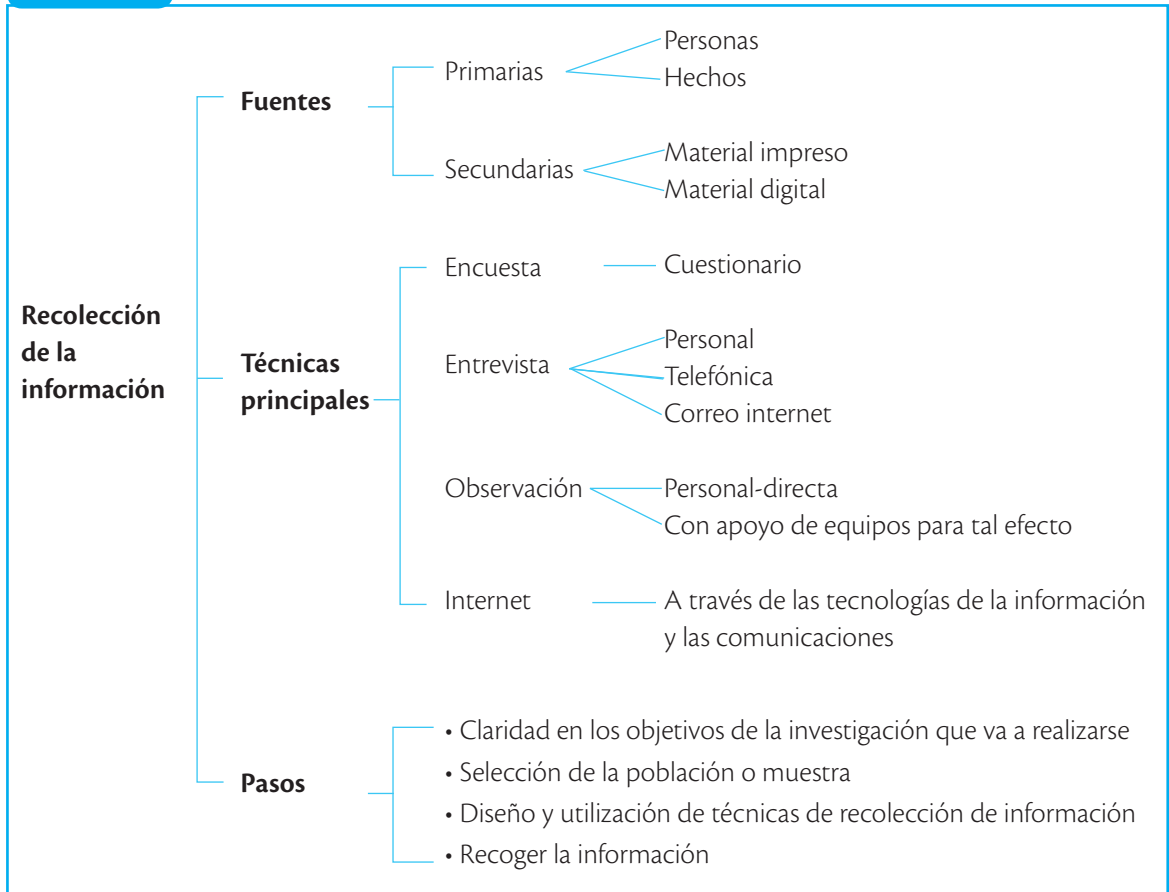 Recolección
de la
información
Fuentes
Primarias
Personas
Hechos
Secundarias
Material impreso
Material digital
Técnicas
principales
Encuesta
Cuestionario
Entrevista
Personal
Telefónica
Correo internet
Observación
Personal-directa
Con apoyo de equipos para tal efecto
Internet
A través de las tecnologías de la información
y las comunicaciones
Pasos
• Claridad en los objetivos de la investigación que va a realizarse
• Selección de la población o muestra
• Diseño y utilización de técnicas de recolección de información
• Recoger la información